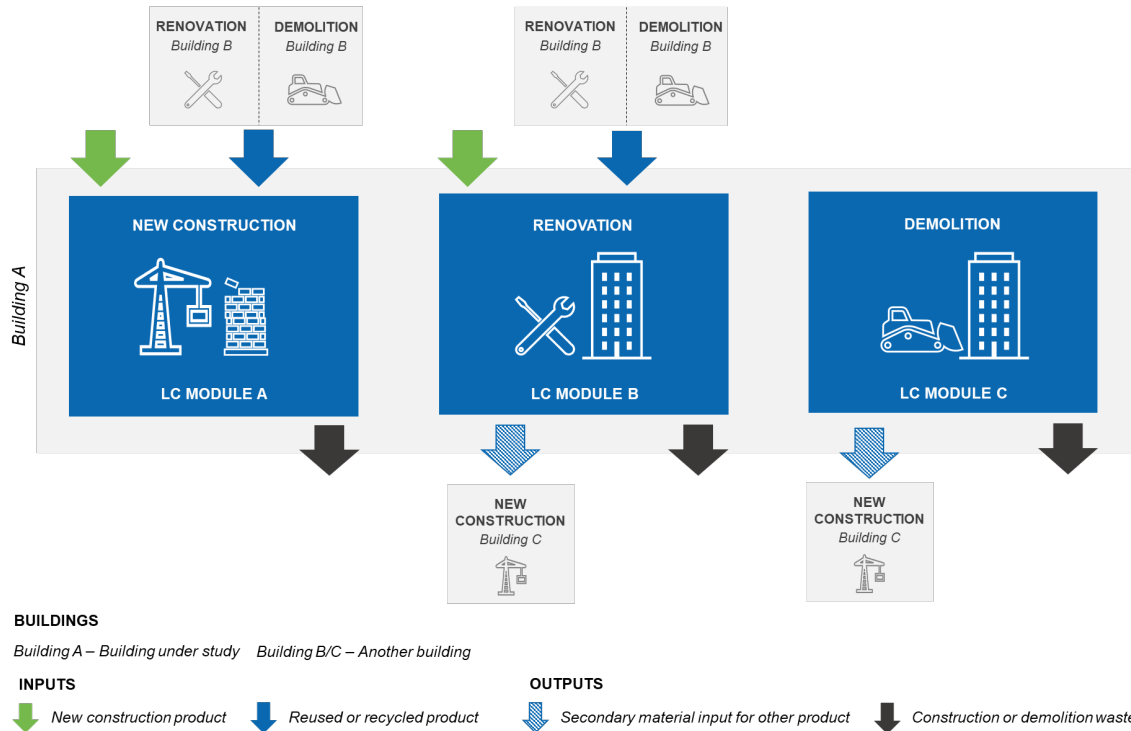 RENOVATION
Building B
DEMOLITION
Building B
RENOVATION
Building B
DEMOLITION
Building B
Building A
NEW CONSTRUCTION
LC MODULE A
RENOVATION
LC MODULE B
DEMOLITION
LC MODULE C
NEW
CONSTRUCTION
Building C
NEW
CONSTRUCTION
Building C
BUILDINGS
Building A – Building under study Building B/C – Another building
INPUTS
OUTPUTS
New construction product
Reused or recycled product
Secondary material input for other product
Construction or demolition waste